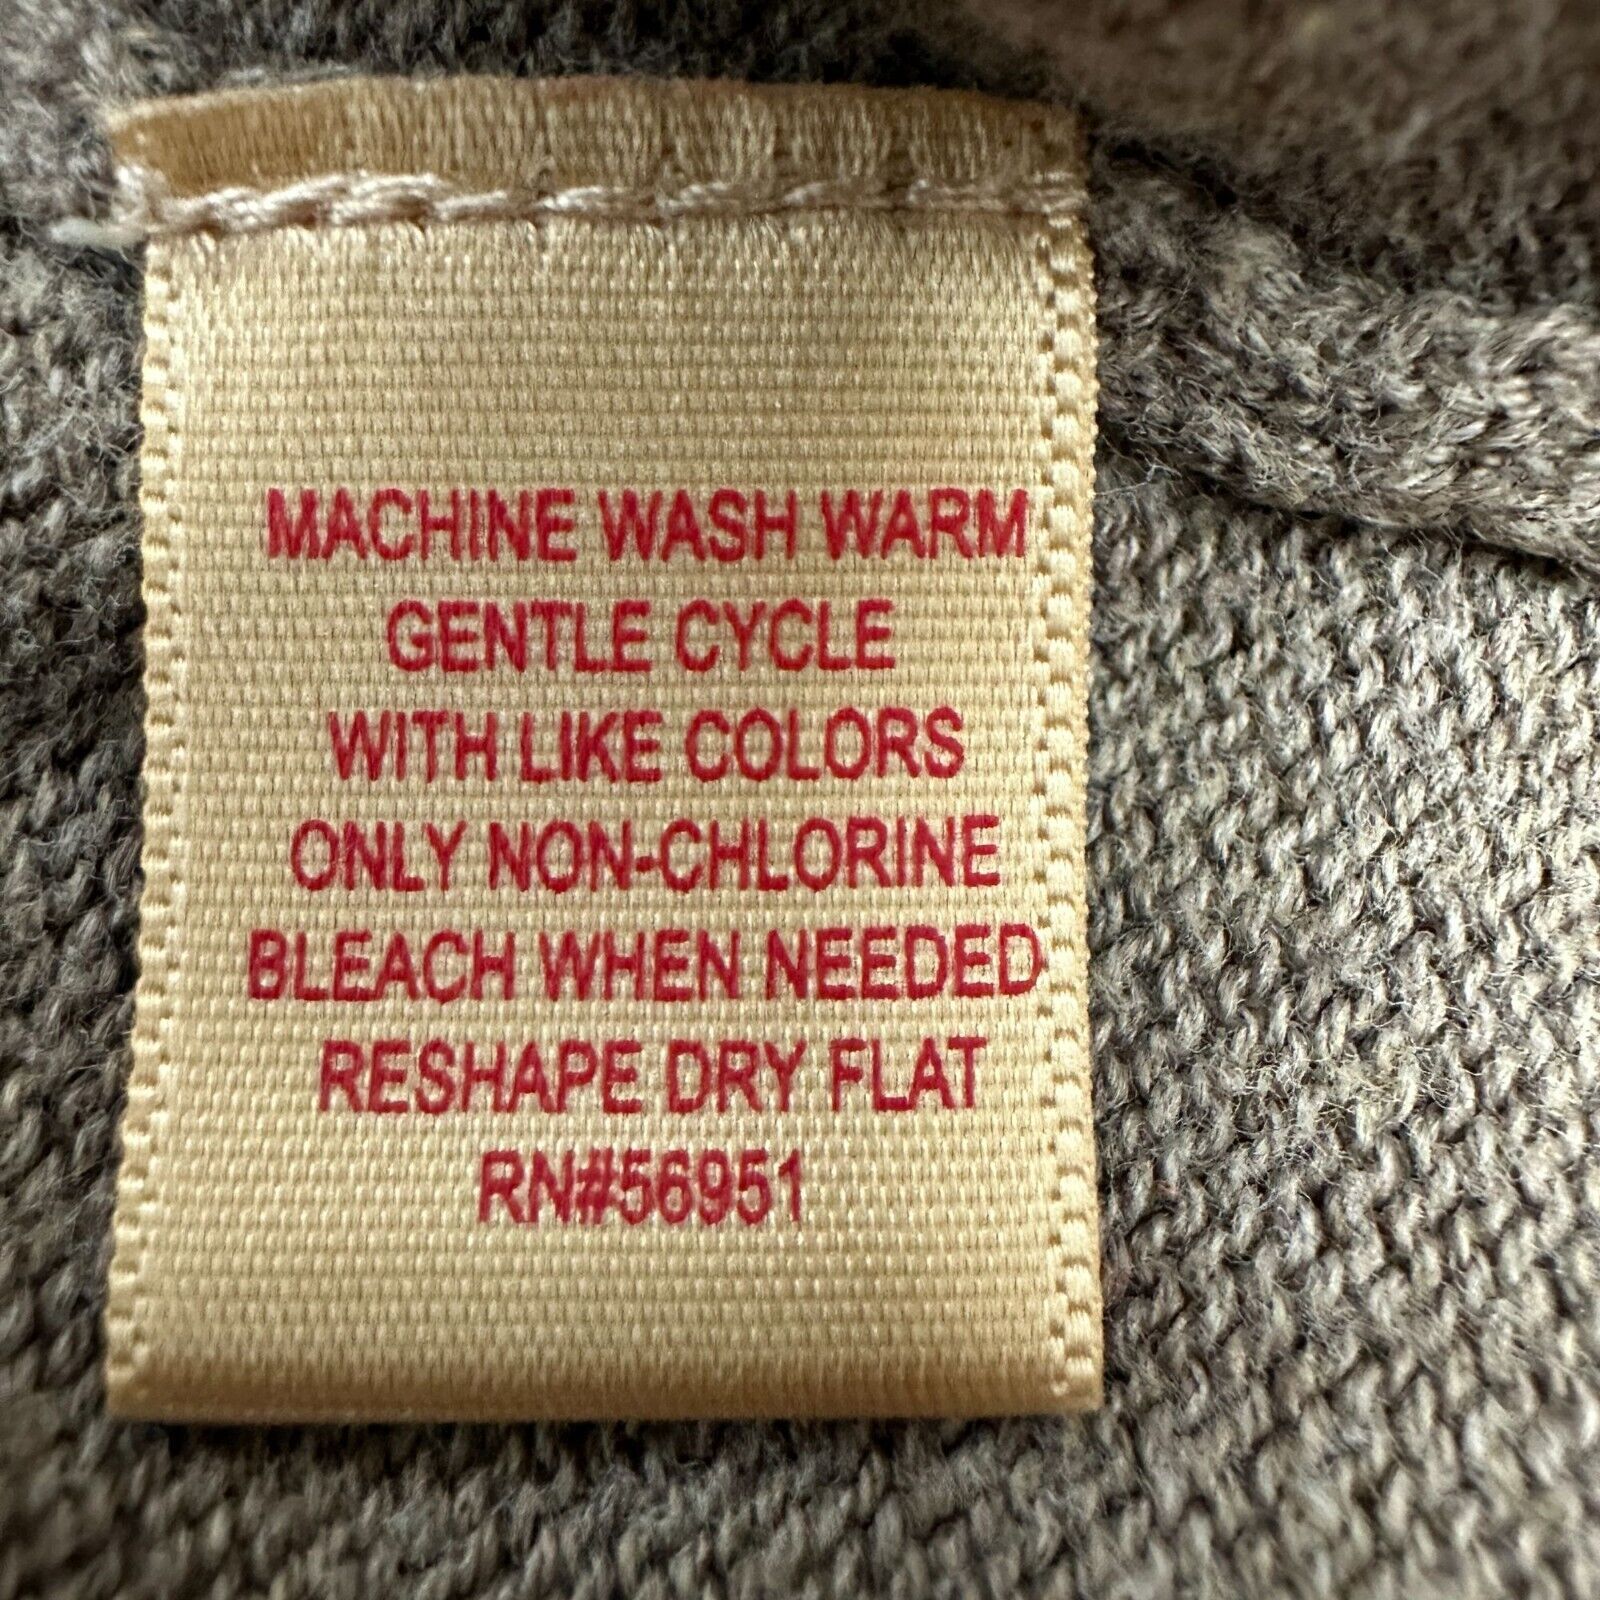 MACHINE WASH WARM
GENTLE CYCLE
WITH LIKE COLORS
ONLY NON-CHLORINE
BLEACH WHEN NEEDED
RESHAPE DRY FLAT
RN#56951